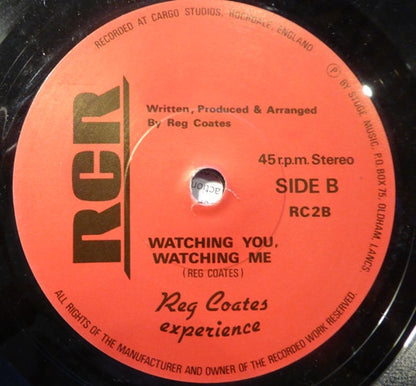 RECORDED AT CARGO STUDIOS, ROCHDALE, ENGLAND
℗ BY STAGE MUSIC, P.O. BOX 75, OLDHAM, LANCS.
RCR
Written, Produced & Arranged
By Reg Coates
45 r.p.m. Stereo
SIDE B
RC2B
action
WATCHING YOU,
WATCHING ME
(REG COATES)
Reg Coates
experience
ALL RIGHTS OF THE MANUFACTURER AND OWNER OF THE RECORDED WORK RESERVED.